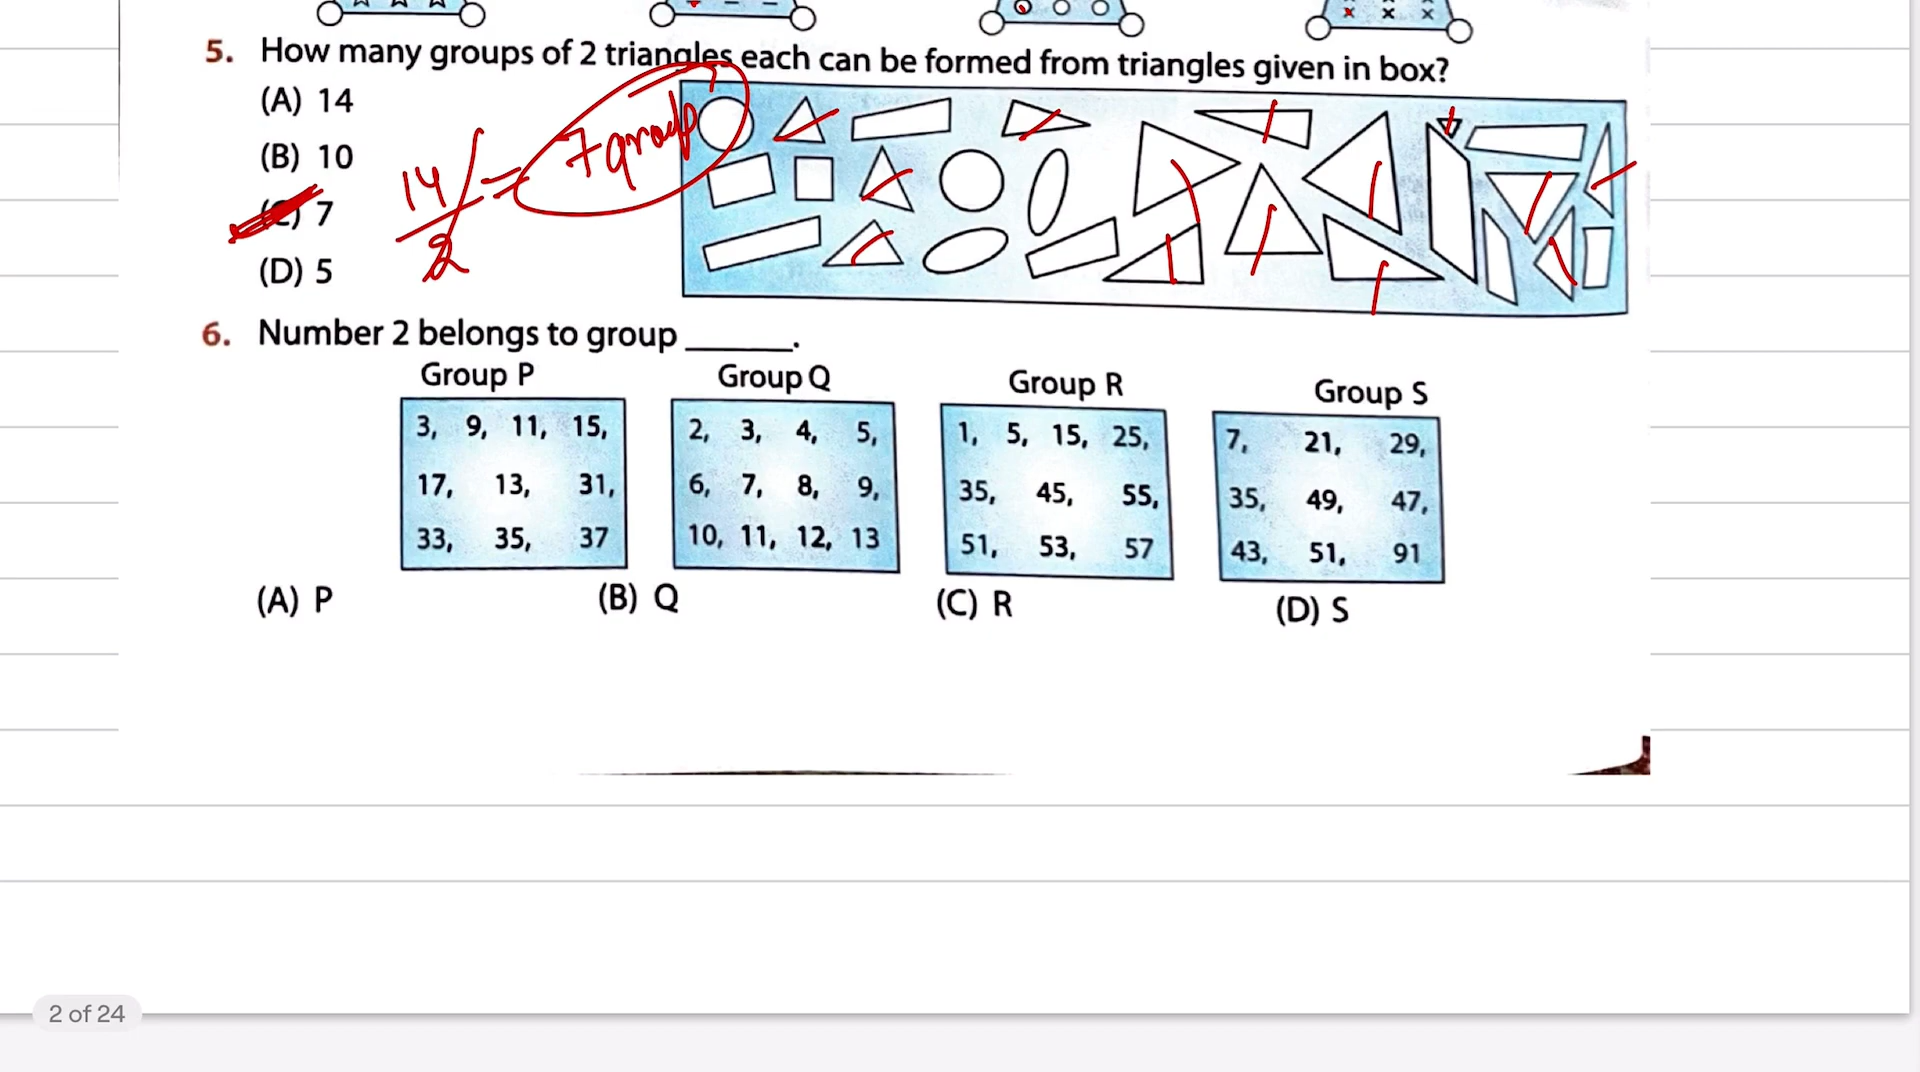 5. How many groups of 2 triangles each can be formed from triangles given in box?
(A) 14
(B) 10
(C) 7
(D) 5
14/2 = 7 group
6. Number 2 belongs to group ______.
Group P
3, 9, 11, 15,
17, 13, 31,
33, 35, 37
Group Q
2, 3, 4, 5,
6, 7, 8, 9,
10, 11, 12, 13
Group R
1, 5, 15, 25,
35, 45, 55,
51, 53, 57
Group S
7, 21, 29,
35, 49, 47,
43, 51, 91
(A) P (B) Q (C) R (D) S
2 of 24